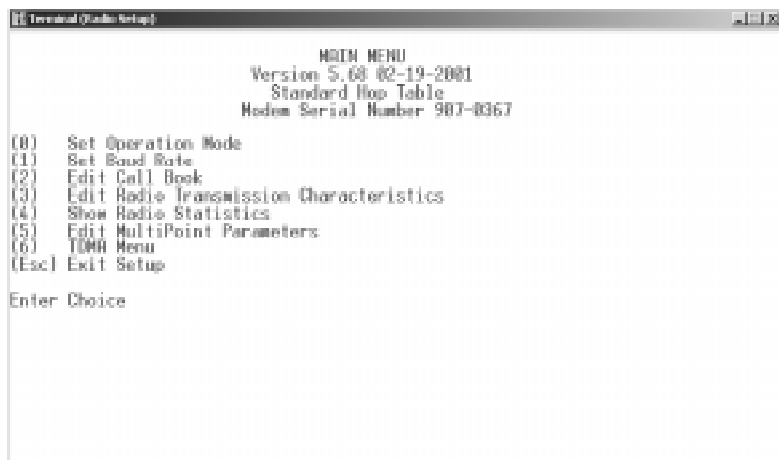 Terminal (Radio Setup)
MAIN MENU
Version 5.68 02-19-2001
Standard Hop Table
Modem Serial Number 907-0367
(0) Set Operation Mode
(1) Set Baud Rate
(2) Edit Call Book
(3) Edit Radio Transmission Characteristics
(4) Show Radio Statistics
(5) Edit MultiPoint Parameters
(6) TDMA Menu
(Esc) Exit Setup
Enter Choice